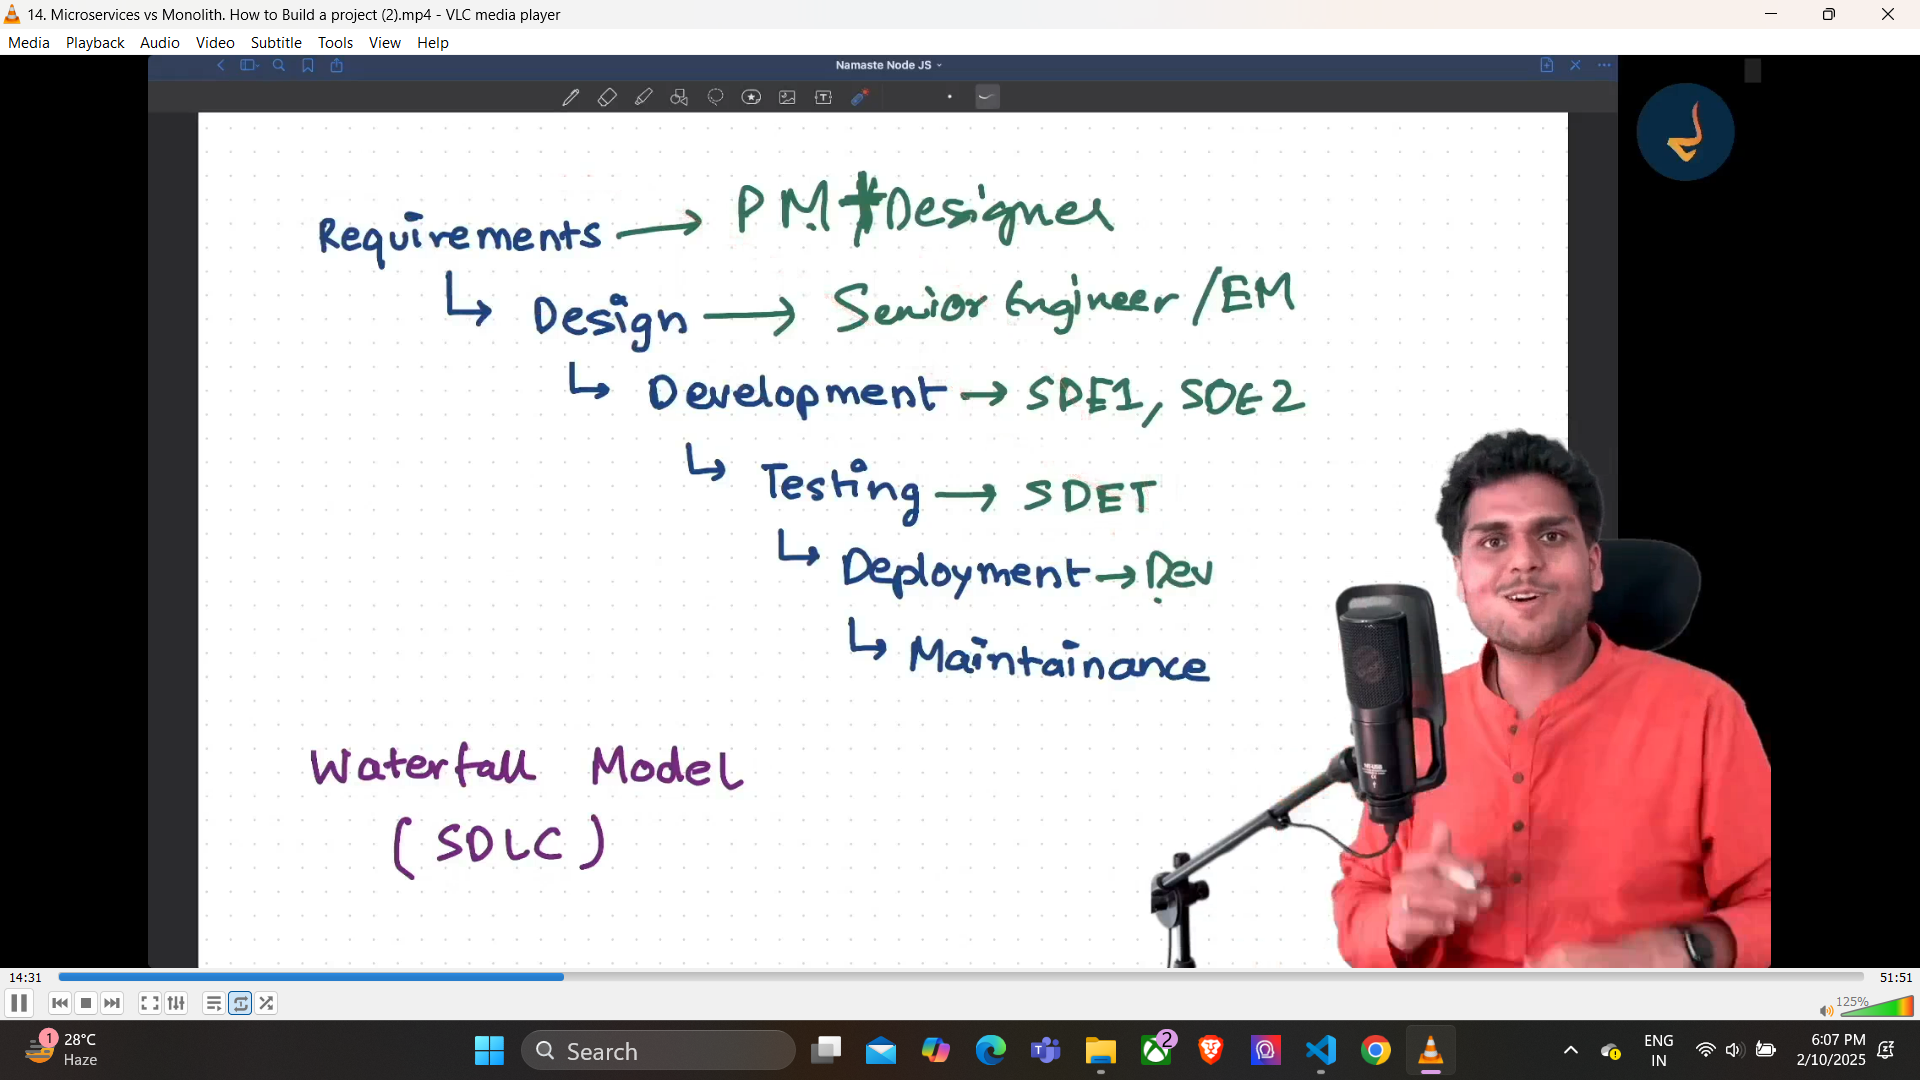 14. Microservices vs Monolith. How to Build a project (2).mp4 - VLC media player
Media Playback Audio Video Subtitle Tools View Help
Namaste Node JS
Requirements → PM + Designer
↳ Design → Senior Engineer / EM
↳ Development → SDE1, SDE2
↳ Testing → SDET
↳ Deployment → Dev
↳ Maintainance
Waterfall Model
(SDLC)
14:31 51:51
125%
1 28°C
Haze
Search
2
ENG
IN
6:07 PM
2/10/2025